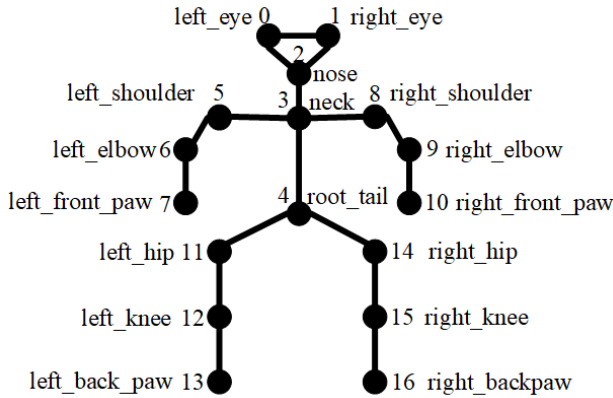 left_eye 0 1 right_eye
2
nose
left_shoulder 5 3 neck 8 right_shoulder
left_elbow 6 9 right_elbow
left_front_paw 7 4 root_tail 10 right_front_paw
left_hip 11 14 right_hip
left_knee 12 15 right_knee
left_back_paw 13 16 right_backpaw